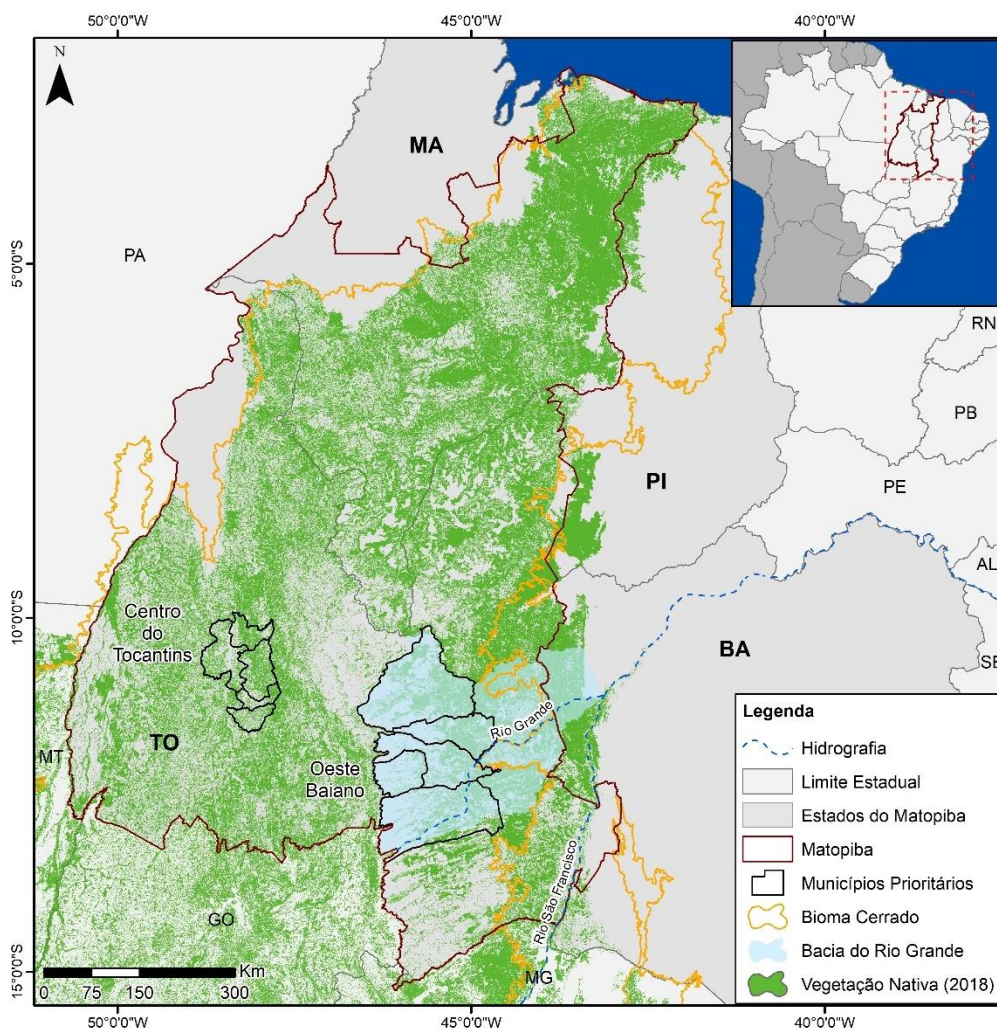 50°0'0"W
45°0'0"W
40°0'0"W
N
MA
PA
5°0'0"S
RN
PB
PI
PE
AL
10°0'0"S
Centro
do
Tocantins
BA
SE
MT
TO
Oeste
Baiano
Rio Grande
Rio São Francisco
GO
MG
15°0'0"S
Km
0 75 150 300
50°0'0"W
45°0'0"W
40°0'0"W
Legenda
Hidrografia
Limite Estadual
Estados do Matopiba
Matopiba
Municípios Prioritários
Bioma Cerrado
Bacia do Rio Grande
Vegetação Nativa (2018)